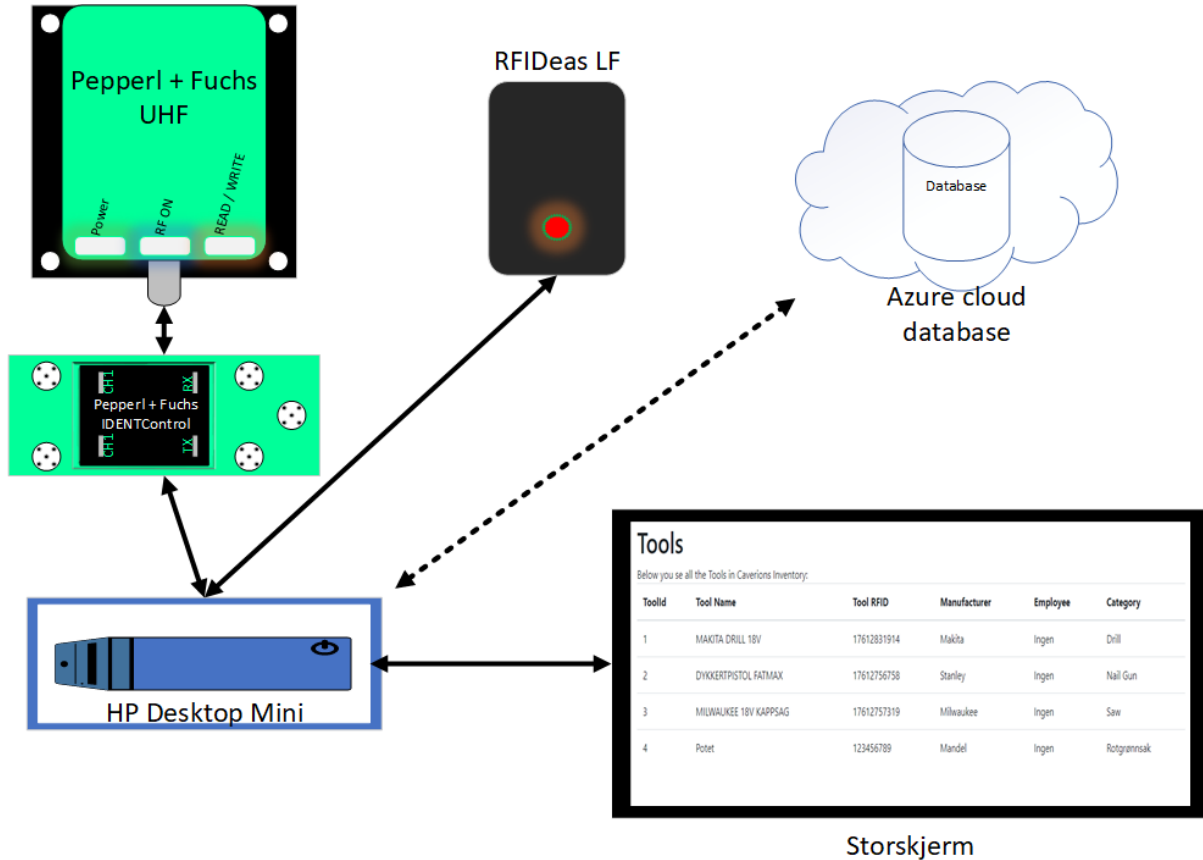 Pepperl + Fuchs
UHF
Power
RF ON
READ / WRITE
RFIDeas LF
Database
Azure cloud
database
CH1
RX
Pepperl + Fuchs
IDENTControl
CH1
TX
HP Desktop Mini
Tools
Below you se all the Tools in Caverions Inventory:
ToolId Tool Name Tool RFID Manufacturer Employee Category
1 MAKITA DRILL 18V 17612831914 Makita Ingen Drill
2 DYKKERTPISTOL FATMAX 17612756758 Stanley Ingen Nail Gun
3 MILWAUKEE 18V KAPPSAG 17612757319 Milwaukee Ingen Saw
4 Potet 123456789 Mandel Ingen Rotgrønnsak
Storskjerm